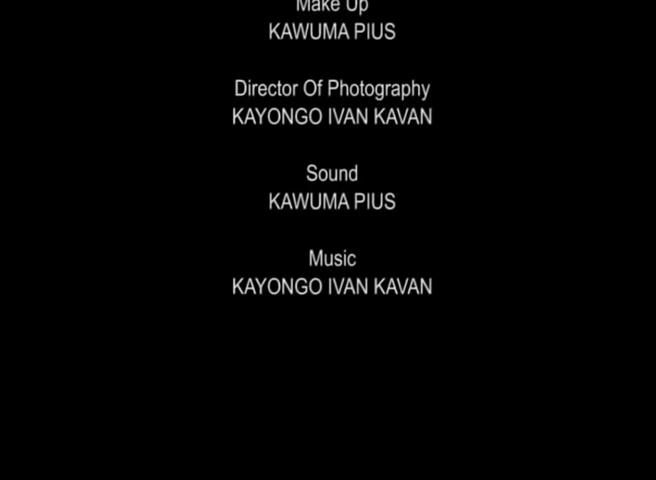 Make Up
KAWUMA PIUS
Director Of Photography
KAYONGO IVAN KAVAN
Sound
KAWUMA PIUS
Music
KAYONGO IVAN KAVAN